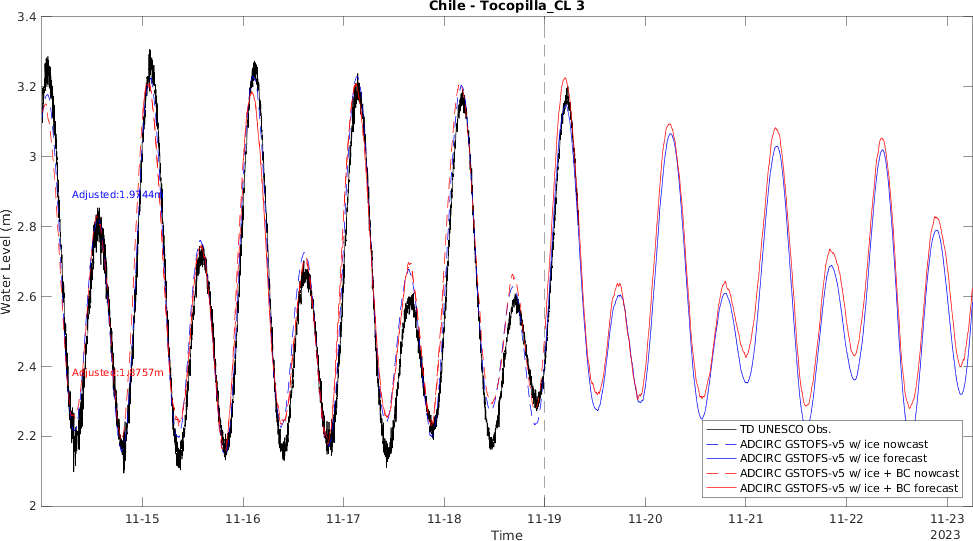 Chile - Tocopilla_CL 3
3.4
3.2
3
2.8
2.6
2.4
2.2
2
Water Level (m)
Adjusted:1.9744m
Adjusted:1.8757m
TD UNESCO Obs.
ADCIRC GSTOFS-v5 w/ ice nowcast
ADCIRC GSTOFS-v5 w/ ice forecast
ADCIRC GSTOFS-v5 w/ ice + BC nowcast
ADCIRC GSTOFS-v5 w/ ice + BC forecast
11-15
11-16
11-17
11-18
11-19
11-20
11-21
11-22
11-23
2023
Time